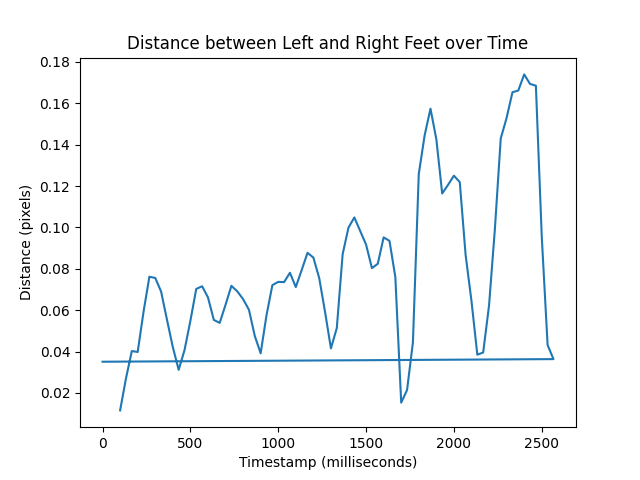 Distance between Left and Right Feet over Time
0.18
0.16
0.14
0.12
0.10
0.08
0.06
0.04
0.02
Distance (pixels)
0 500 1000 1500 2000 2500
Timestamp (milliseconds)